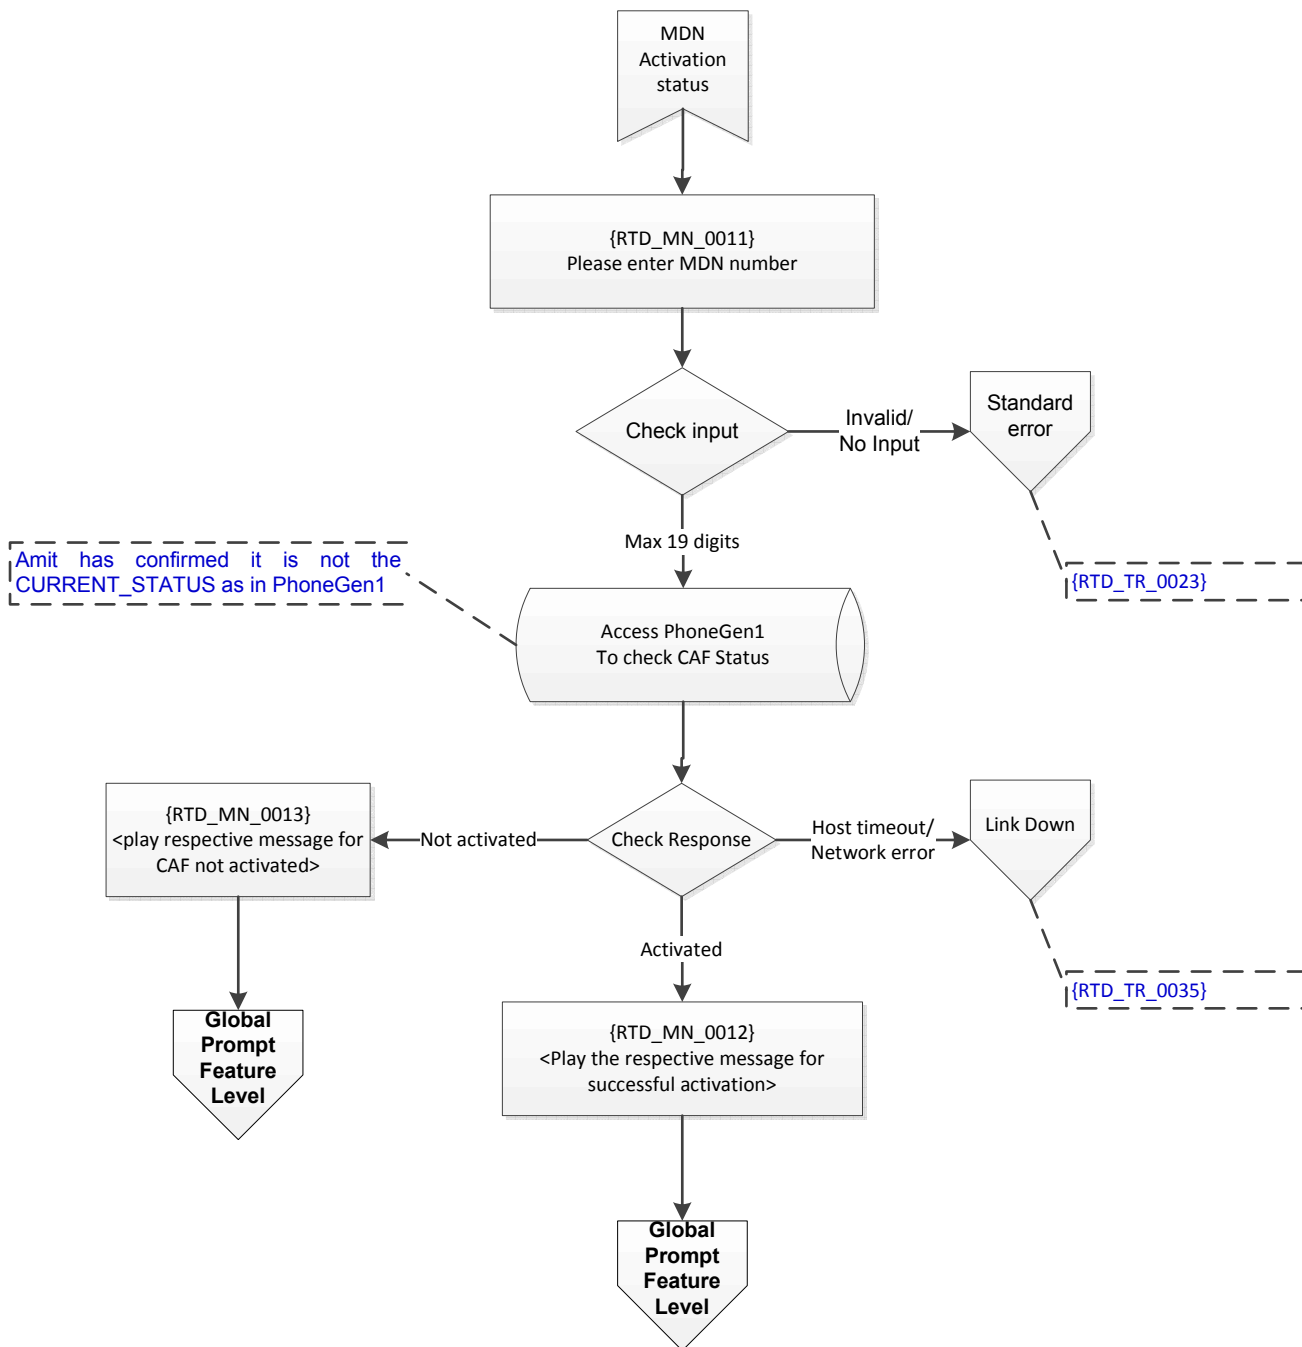 MDN
Activation
status
{RTD_MN_0011}
Please enter MDN number
Check input
Invalid/
No Input
Standard
error
Max 19 digits
Amit has confirmed it is not the
CURRENT_STATUS as in PhoneGen1
{RTD_TR_0023}
Access PhoneGen1
To check CAF Status
{RTD_MN_0013}
<play respective message for
CAF not activated>
Not activated
Check Response
Host timeout/
Network error
Link Down
Activated
{RTD_TR_0035}
Global
Prompt
Feature
Level
{RTD_MN_0012}
<Play the respective message for
successful activation>
Global
Prompt
Feature
Level